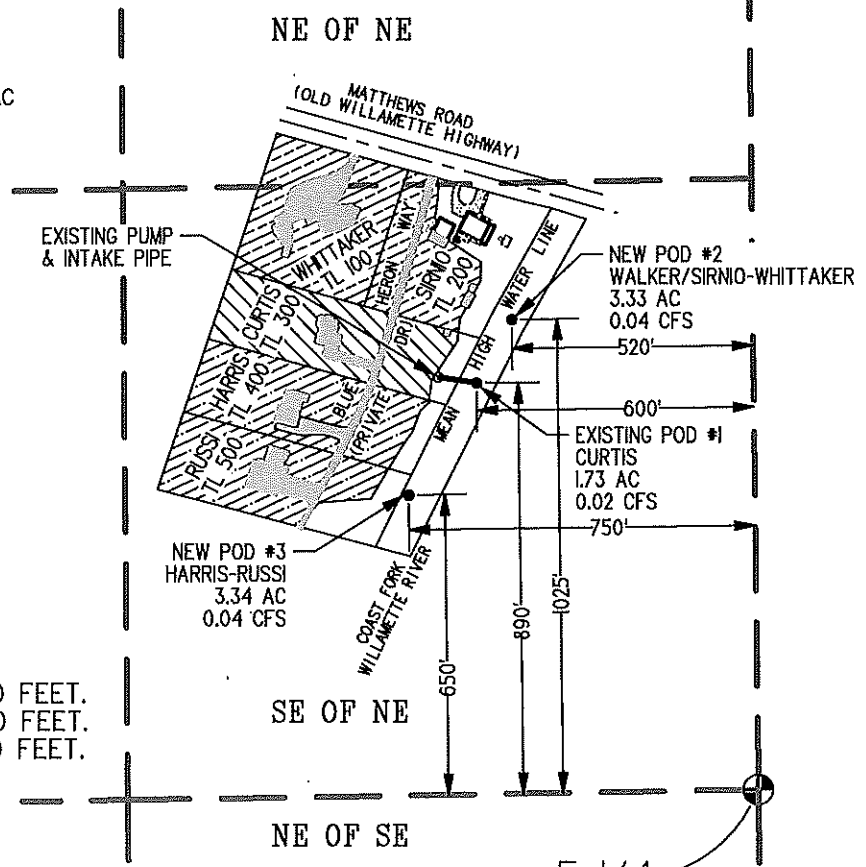 NE OF NE
AC
MATTHEWS ROAD
(OLD WILLAMETTE HIGHWAY)
EXISTING PUMP
& INTAKE PIPE
WHITTAKER
TL 100
HERON WAY
SIRNIO
TL 200
WATER LINE
NEW POD #2
WALKER/SIRNIO-WHITTAKER
3.33 AC
0.04 CFS
520'
CURTIS
TL 300
DRI
HIGH
600'
HARRIS
TL 400
BLUE
(PRIVATE)
MEAN
EXISTING POD #1
CURTIS
1.73 AC
0.02 CFS
RUSSI
TL 500
750'
NEW POD #3
HARRIS-RUSSI
3.34 AC
0.04 CFS
COAST FORK
WILLAMETTE RIVER
650'
890'
1025'
FEET.
FEET.
FEET.
SE OF NE
NE OF SE